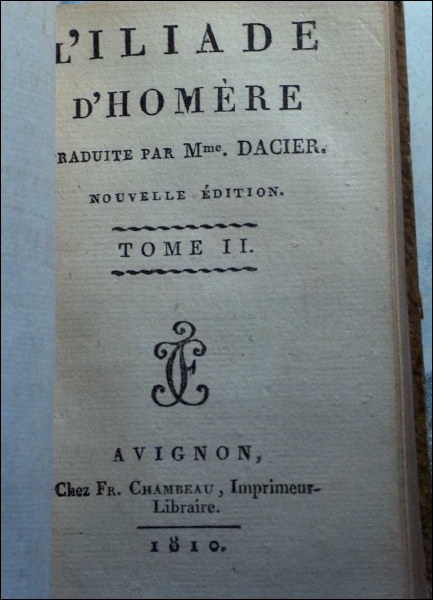 L'ILIADE
D'HOMÈRE
RADUITE PAR Mme. DACIER.
NOUVELLE ÉDITION.
TOME II.
AVIGNON,
Chez FR. CHAMBEAU, Imprimeur-
Libraire.
1810.